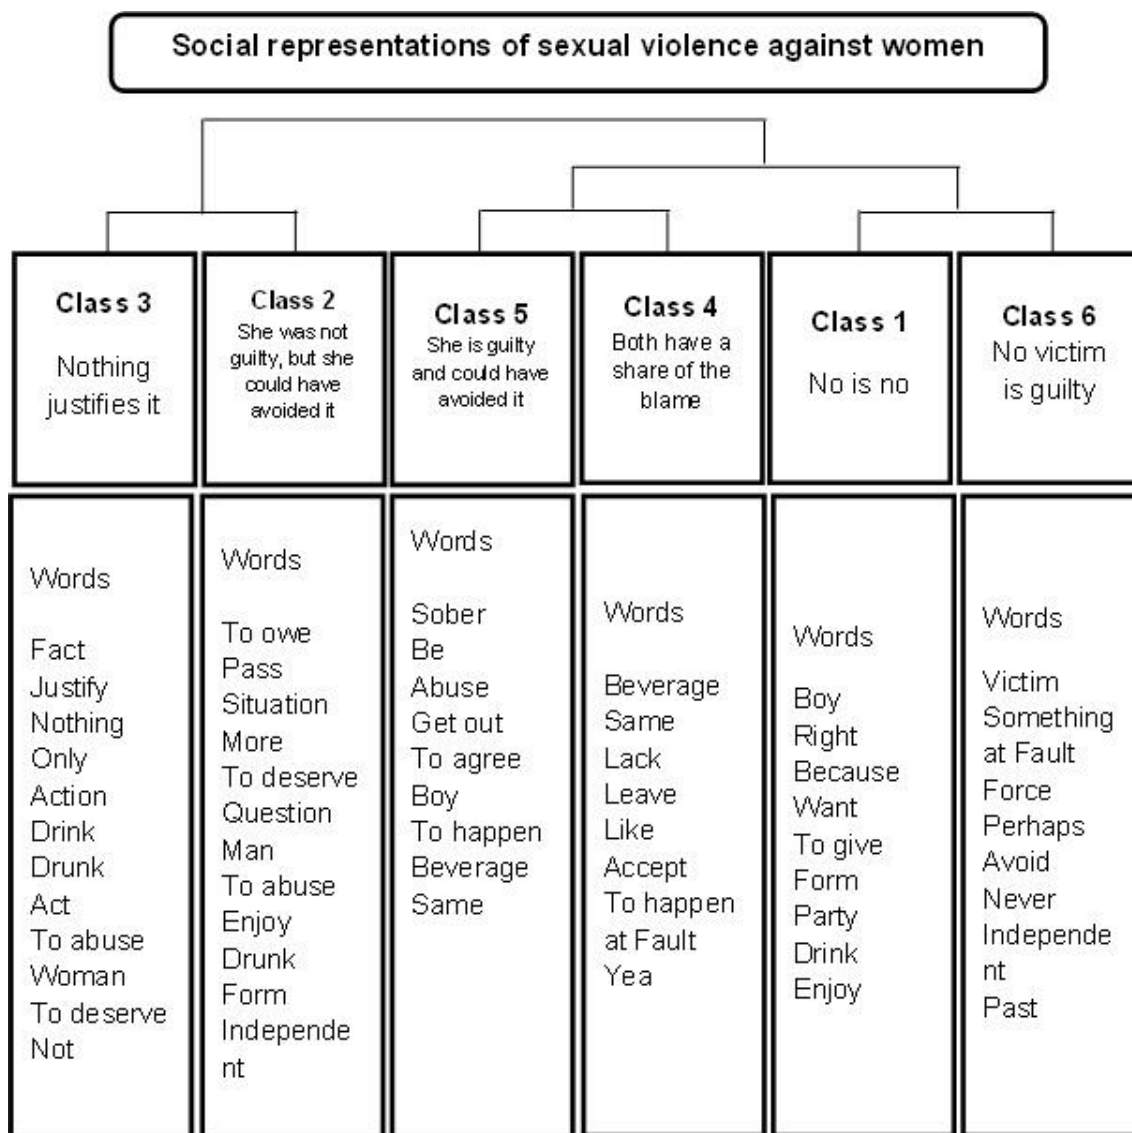 Social representations of sexual violence against women
Class 3
Nothing
justifies it
Class 2
She was not
guilty, but she
could have
avoided it
Class 5
She is guilty
and could have
avoided it
Class 4
Both have a
share of the
blame
Class 1
No is no
Class 6
No victim
is guilty
Words
Fact
Justify
Nothing
Only
Action
Drink
Drunk
Act
To abuse
Woman
To deserve
Not
Words
To owe
Pass
Situation
More
To deserve
Question
Man
To abuse
Enjoy
Drunk
Form
Independe
nt
Words
Sober
Be
Abuse
Get out
To agree
Boy
To happen
Beverage
Same
Words
Beverage
Same
Lack
Leave
Like
Accept
To happen
at Fault
Yea
Words
Boy
Right
Because
Want
To give
Form
Party
Drink
Enjoy
Words
Victim
Something
at Fault
Force
Perhaps
Avoid
Never
Independe
nt
Past